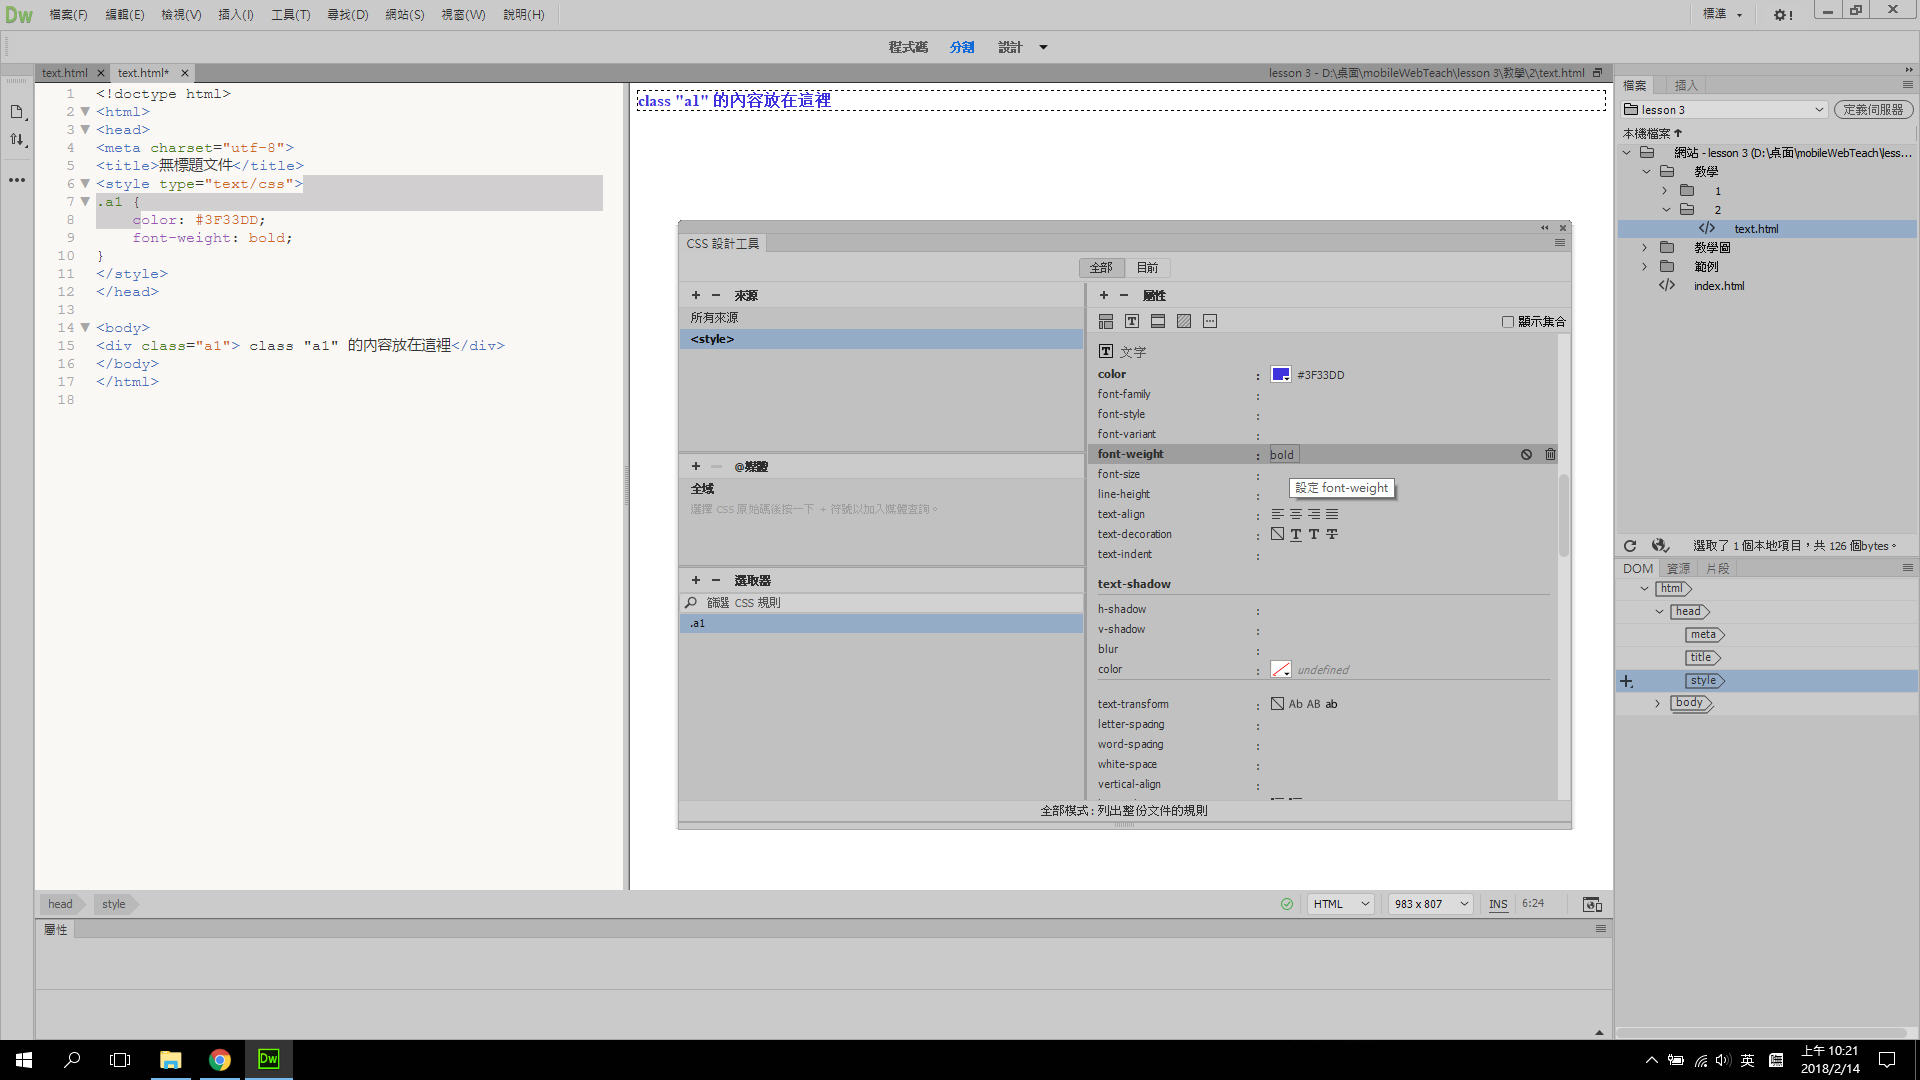 Dw 檔案(F) 編輯(E) 檢視(V) 插入(I) 工具(T) 尋找(D) 網站(S) 視窗(W) 說明(H) 標準
程式碼 分割 設計
text.html text.html* lesson 3 - D:\桌面\mobileWebTeach\lesson 3\教學\2\text.html
1 <!doctype html>
2 <html>
3 <head>
4 <meta charset="utf-8">
5 <title>無標題文件</title>
6 <style type="text/css">
7 .a1 {
8 color: #3F33DD;
9 font-weight: bold;
10 }
11 </style>
12 </head>
13
14 <body>
15 <div class="a1"> class "a1" 的內容放在這裡</div>
16 </body>
17 </html>
18
class "a1" 的內容放在這裡
CSS 設計工具
全部 目前
來源
所有來源
<style>
@媒體
全域
選擇 CSS 原始碼後按一下 + 符號以加入媒體查詢。
選取器
篩選 CSS 規則
.a1
屬性
顯示集合
T 文字
color : #3F33DD
font-family :
font-style :
font-variant :
font-weight : bold
font-size :
設定 font-weight
line-height :
text-align :
text-decoration : T T T
text-indent :
text-shadow
h-shadow :
v-shadow :
blur :
color : undefined
text-transform : Ab AB ab
letter-spacing :
word-spacing :
white-space :
vertical-align :
全部模式 : 列出整份文件的規則
head style HTML 983 x 807 INS 6:24
屬性
檔案 插入
lesson 3 定義伺服器
本機檔案
網站 - lesson 3 (D:\桌面\mobileWebTeach\less...
教學
1
2
text.html
教學圖
範例
index.html
選取了 1 個本地項目，共 126 個bytes。
DOM 資源 片段
html
head
meta
title
style
body
Dw 英 上午 10:21
2018/2/14